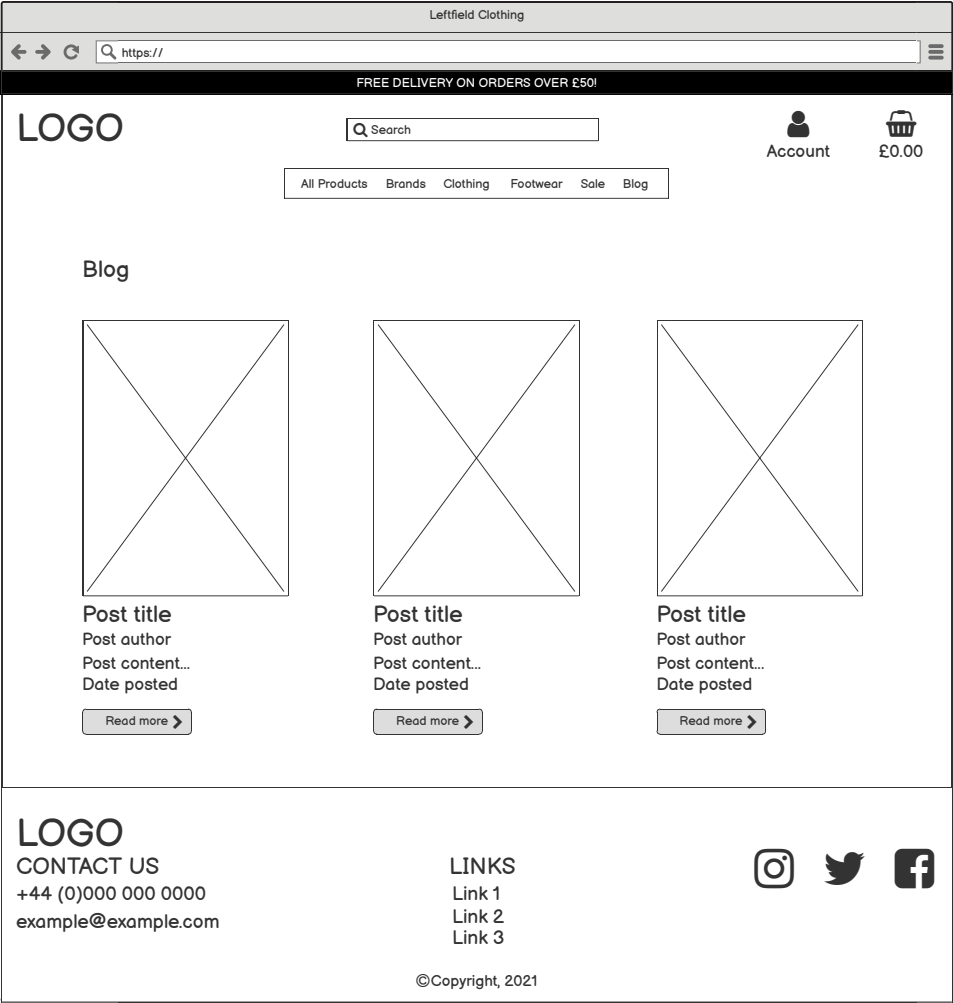 Leftfield Clothing
https://
FREE DELIVERY ON ORDERS OVER £50!
LOGO
Search
Account
£0.00
All Products Brands Clothing Footwear Sale Blog
Blog
Post title Post title Post title
Post author Post author Post author
Post content... Post content... Post content...
Date posted Date posted Date posted
Read more Read more Read more
LOGO
CONTACT US
+44 (0)000 000 0000
example@example.com
LINKS
Link 1
Link 2
Link 3
©Copyright, 2021